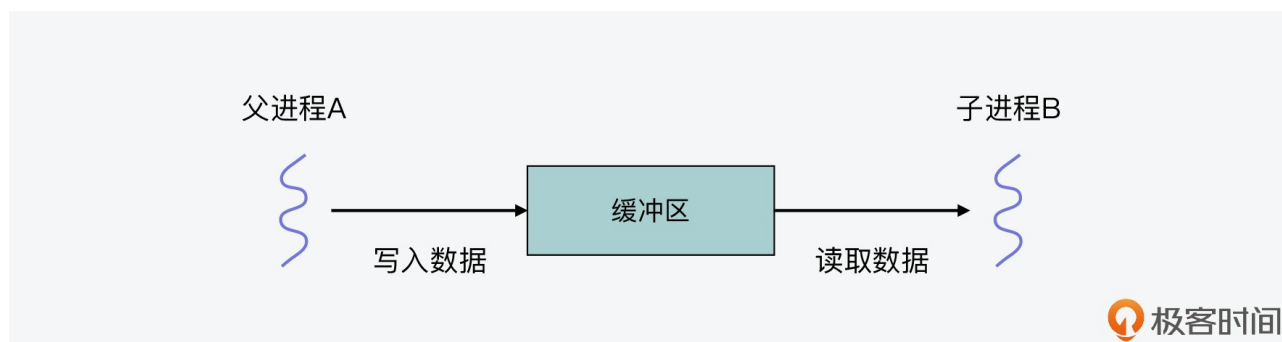 父进程A
子进程B
缓冲区
写入数据
读取数据
极客时间